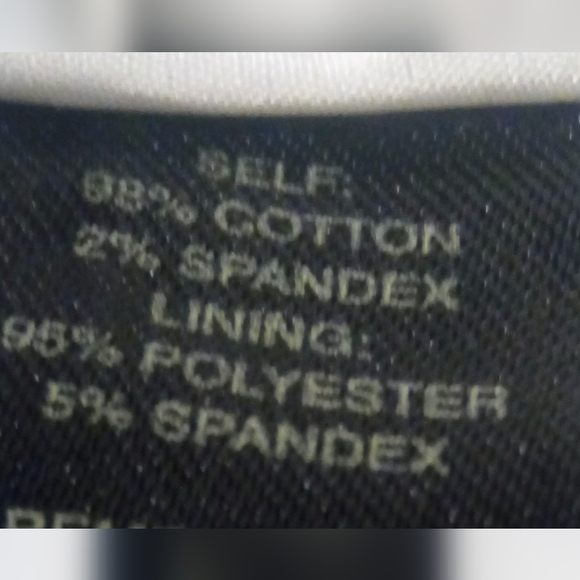 SELF:
98% COTTON
2% SPANDEX
LINING:
95% POLYESTER
5% SPANDEX